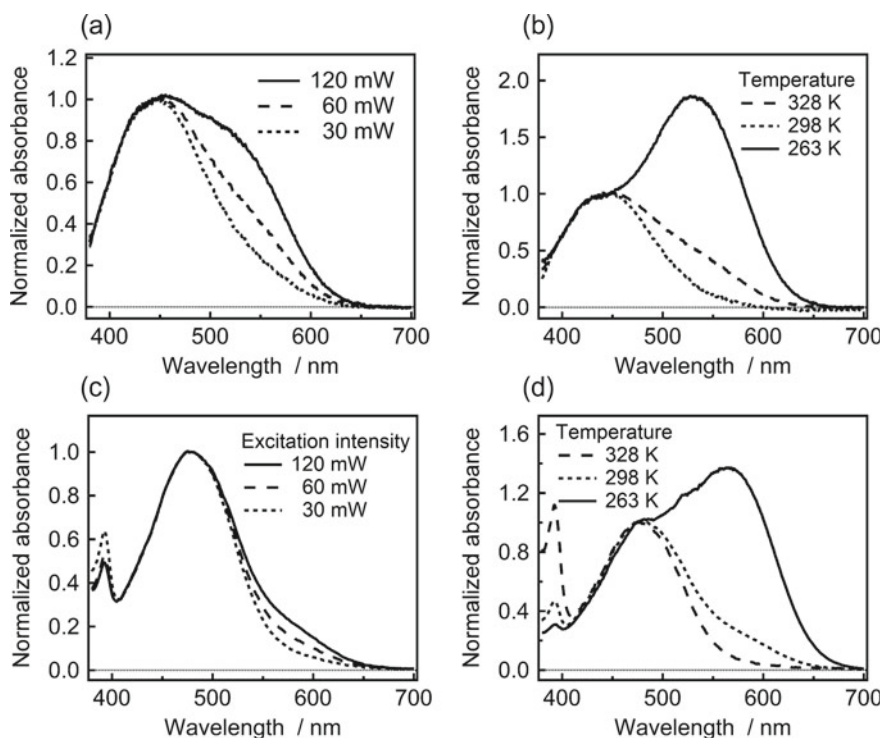 (a)
Normalized absorbance
1.2
1.0
0.8
0.6
0.4
0.2
0.0
120 mW
60 mW
30 mW
400 500 600 700
Wavelength / nm
(b)
Normalized absorbance
2.0
1.5
1.0
0.5
0.0
Temperature
328 K
298 K
263 K
400 500 600 700
Wavelength / nm
(c)
Normalized absorbance
1.0
0.8
0.6
0.4
0.2
0.0
Excitation intensity
120 mW
60 mW
30 mW
400 500 600 700
Wavelength / nm
(d)
Normalized absorbance
1.6
1.2
0.8
0.4
0.0
Temperature
328 K
298 K
263 K
400 500 600 700
Wavelength / nm